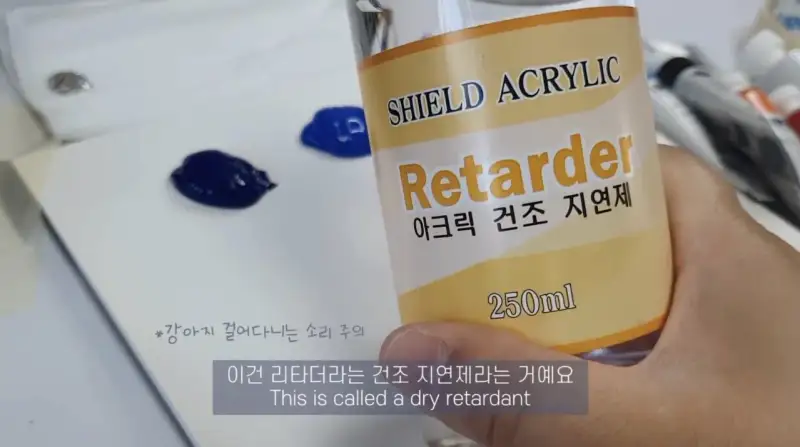 SHIELD ACRYLIC
Retarder
아크릭 건조 지연제
250ml
*강아지 걸어다니는 소리 주의
이건 리타더라는 건조 지연제라는 거예요
This is called a dry retardant